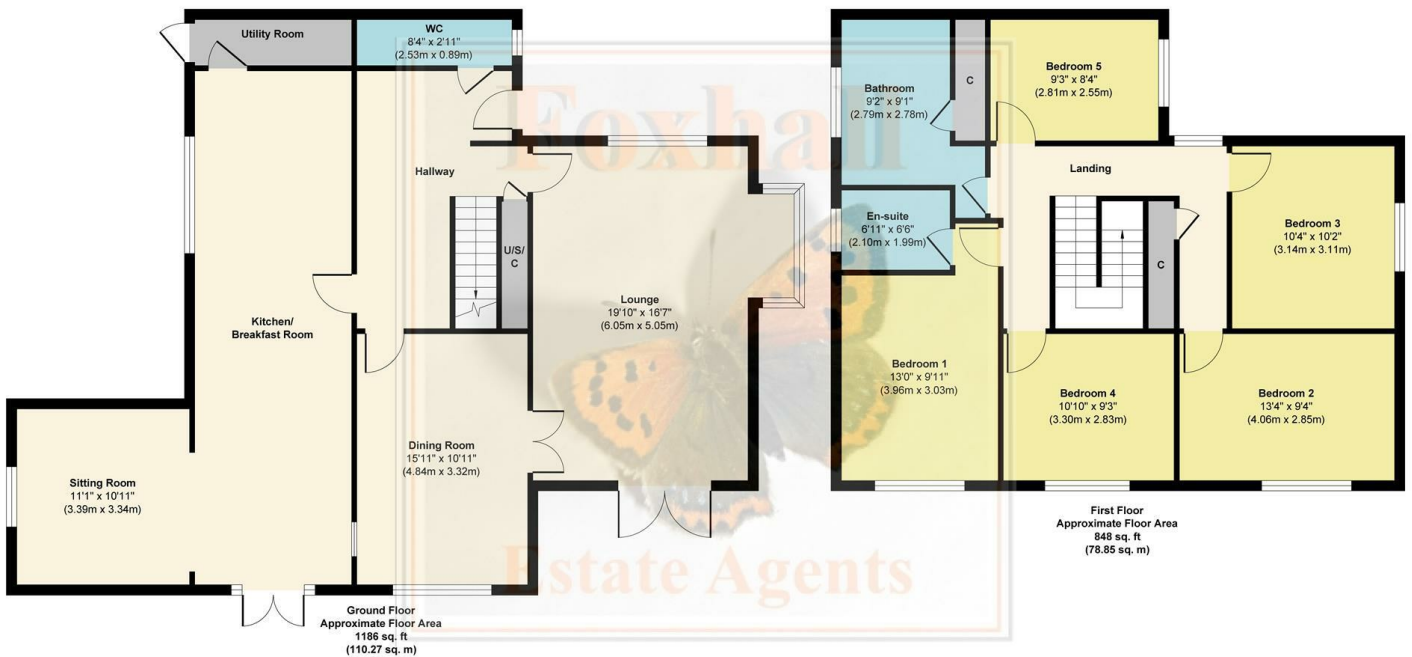 Utility Room
WC
8'4" x 2'11"
(2.53m x 0.89m)
Hallway
U/S/
C
Kitchen/
Breakfast Room
Lounge
19'10" x 16'7"
(6.05m x 5.05m)
Dining Room
15'11" x 10'11"
(4.84m x 3.32m)
Sitting Room
11'1" x 10'11"
(3.39m x 3.34m)
Ground Floor
Approximate Floor Area
1186 sq. ft
(110.27 sq. m)
Foxhall
Estate Agents
Bathroom
9'2" x 9'1"
(2.79m x 2.78m)
C
Bedroom 5
9'3" x 8'4"
(2.81m x 2.55m)
Landing
En-suite
6'11" x 6'6"
(2.10m x 1.99m)
C
Bedroom 3
10'4" x 10'2"
(3.14m x 3.11m)
Bedroom 1
13'0" x 9'11"
(3.96m x 3.03m)
Bedroom 4
10'10" x 9'3"
(3.30m x 2.83m)
Bedroom 2
13'4" x 9'4"
(4.06m x 2.85m)
First Floor
Approximate Floor Area
848 sq. ft
(78.85 sq. m)